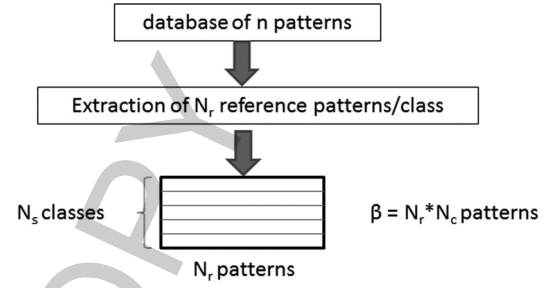 database of n patterns
Extraction of Nr reference patterns/class
Ns classes
β = Nr*Nc patterns
Nr patterns